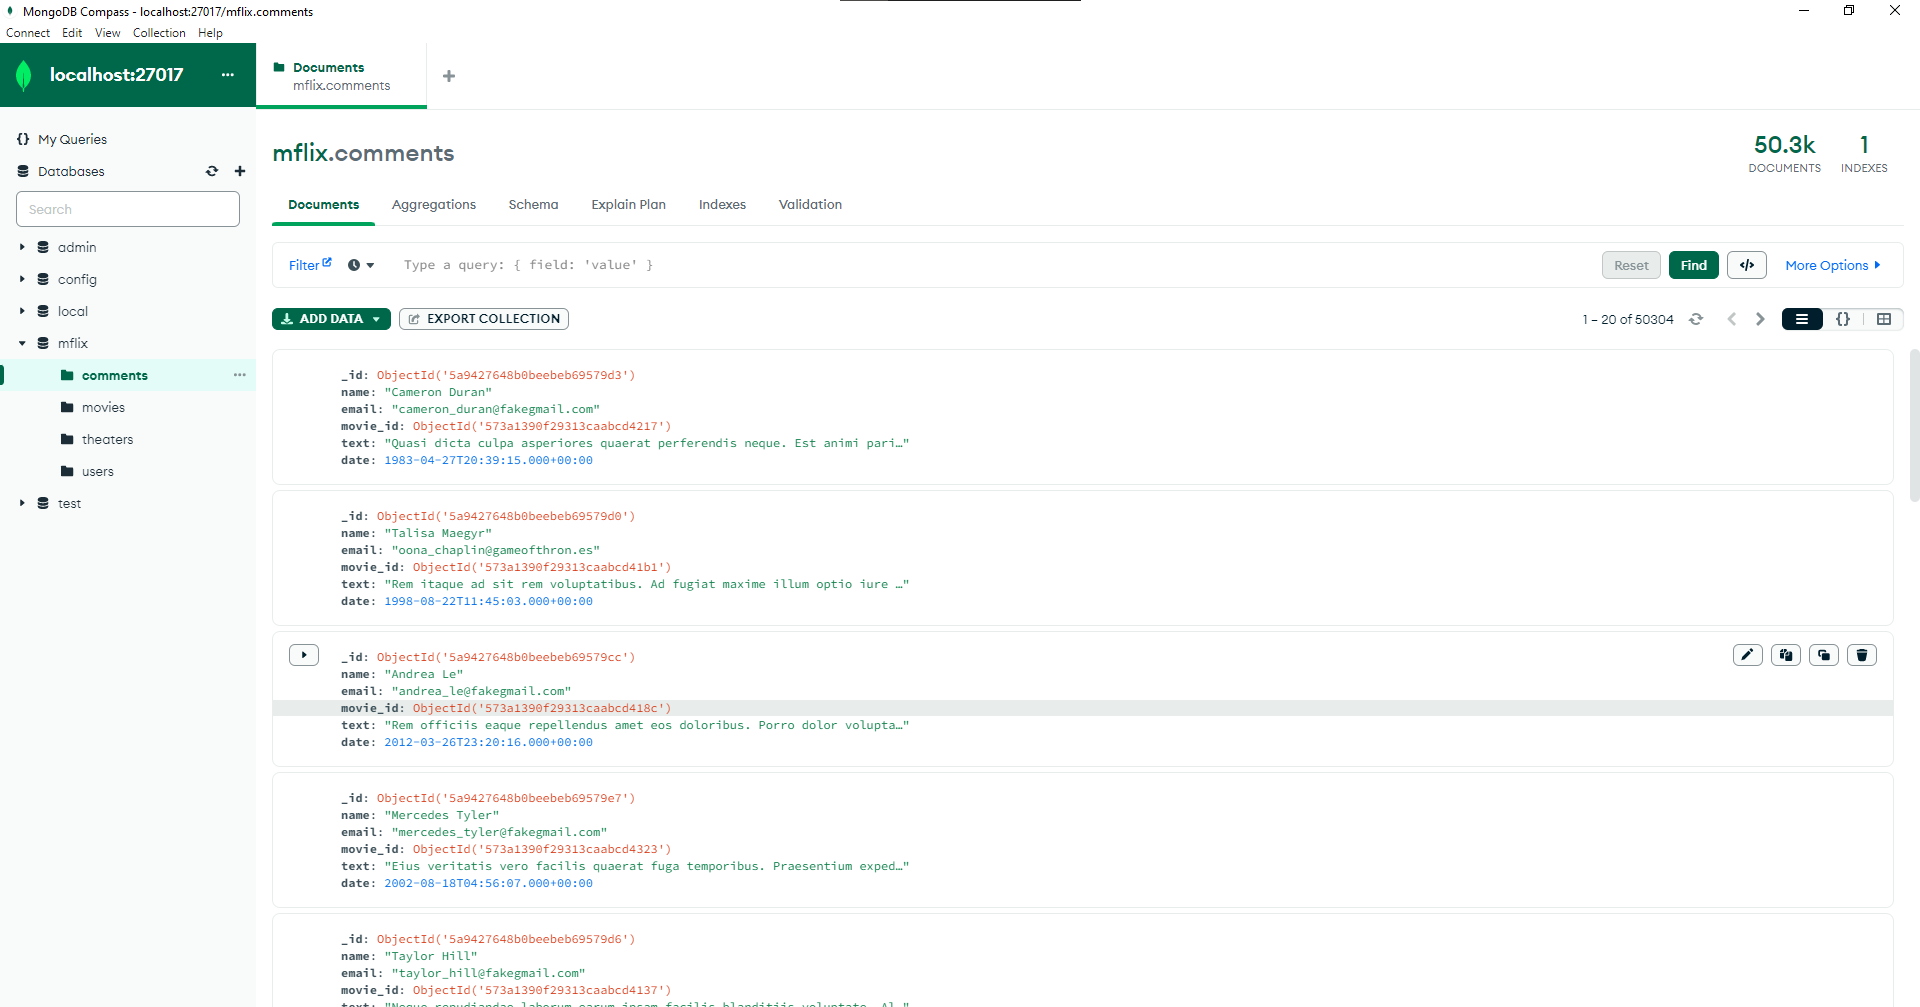 MongoDB Compass - localhost:27017/mflix.comments
Connect Edit View Collection Help
localhost:27017 ...
Documents
mflix.comments
My Queries
Databases
Search
admin
config
local
mflix
comments ...
movies
theaters
users
test
mflix.comments
50.3k
DOCUMENTS
1
INDEXES
Documents Aggregations Schema Explain Plan Indexes Validation
Filter Type a query: { field: 'value' } Reset Find </> More Options
ADD DATA EXPORT COLLECTION 1 – 20 of 50304 {}
_id: ObjectId('5a9427648b0beebeb69579d3')
name: "Cameron Duran"
email: "cameron_duran@fakegmail.com"
movie_id: ObjectId('573a1390f29313caabcd4217')
text: "Quasi dicta culpa asperiores quaerat perferendis neque. Est animi pari…"
date: 1983-04-27T20:39:15.000+00:00
_id: ObjectId('5a9427648b0beebeb69579d0')
name: "Talisa Maegyr"
email: "oona_chaplin@gameofthron.es"
movie_id: ObjectId('573a1390f29313caabcd41b1')
text: "Rem itaque ad sit rem voluptatibus. Ad fugiat maxime illum optio iure …"
date: 1998-08-22T11:45:03.000+00:00
_id: ObjectId('5a9427648b0beebeb69579cc')
name: "Andrea Le"
email: "andrea_le@fakegmail.com"
movie_id: ObjectId('573a1390f29313caabcd418c')
text: "Rem officiis eaque repellendus amet eos doloribus. Porro dolor volupta…"
date: 2012-03-26T23:20:16.000+00:00
_id: ObjectId('5a9427648b0beebeb69579e7')
name: "Mercedes Tyler"
email: "mercedes_tyler@fakegmail.com"
movie_id: ObjectId('573a1390f29313caabcd4323')
text: "Eius veritatis vero facilis quaerat fuga temporibus. Praesentium exped…"
date: 2002-08-18T04:56:07.000+00:00
_id: ObjectId('5a9427648b0beebeb69579d6')
name: "Taylor Hill"
email: "taylor_hill@fakegmail.com"
movie_id: ObjectId('573a1390f29313caabcd4137')
text: "Neque repudiandae laborum earum ipsam facilis blanditiis voluptate. Al…"